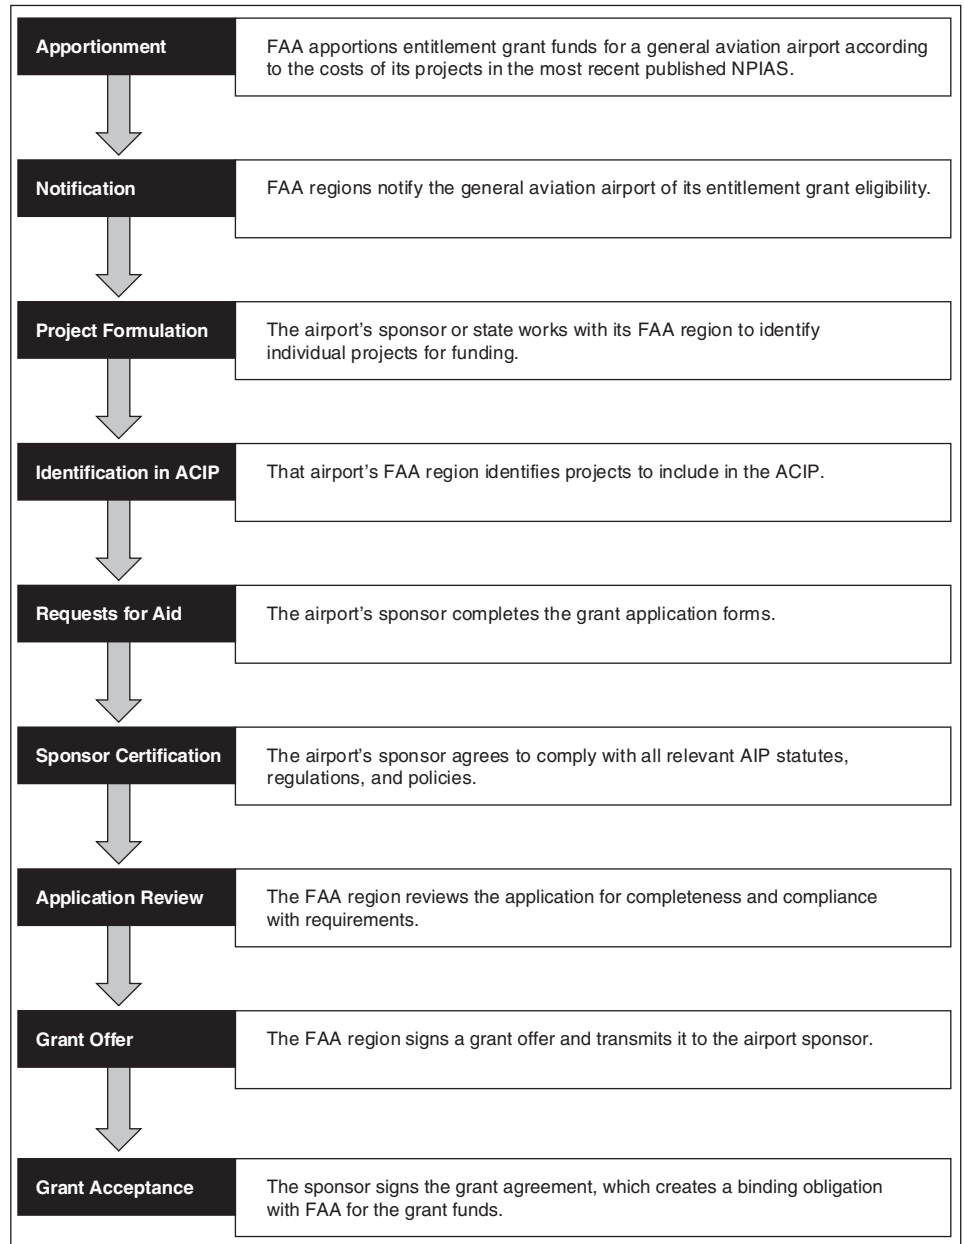 Apportionment
FAA apportions entitlement grant funds for a general aviation airport according
to the costs of its projects in the most recent published NPIAS.
Notification
FAA regions notify the general aviation airport of its entitlement grant eligibility.
Project Formulation
The airport's sponsor or state works with its FAA region to identify
individual projects for funding.
Identification in ACIP
That airport's FAA region identifies projects to include in the ACIP.
Requests for Aid
The airport's sponsor completes the grant application forms.
Sponsor Certification
The airport's sponsor agrees to comply with all relevant AIP statutes,
regulations, and policies.
Application Review
The FAA region reviews the application for completeness and compliance
with requirements.
Grant Offer
The FAA region signs a grant offer and transmits it to the airport sponsor.
Grant Acceptance
The sponsor signs the grant agreement, which creates a binding obligation
with FAA for the grant funds.